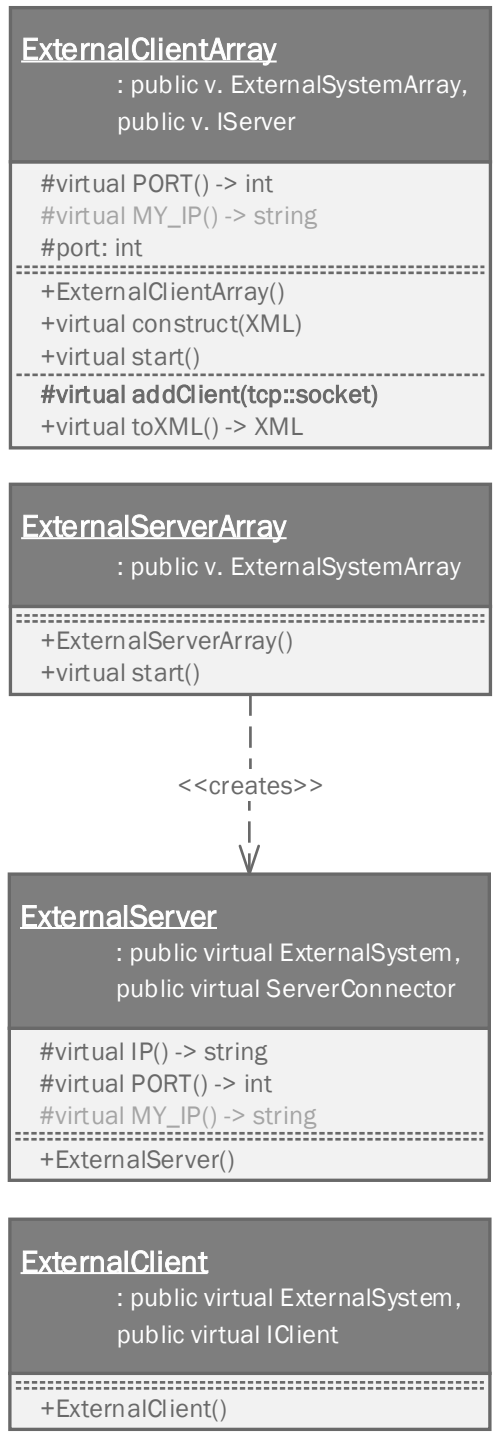 ExternalClientArray
: public v. ExternalSystemArray,
public v. IServer
#virtual PORT() -> int
#virtual MY_IP() -> string
#port: int
+ExternalClientArray()
+virtual construct(XML)
+virtual start()
#virtual addClient(tcp::socket)
+virtual toXML() -> XML
ExternalServerArray
: public v. ExternalSystemArray
+ExternalServerArray()
+virtual start()
<<creates>>
ExternalServer
: public virtual ExternalSystem,
public virtual ServerConnector
#virtual IP() -> string
#virtual PORT() -> int
#virtual MY_IP() -> string
+ExternalServer()
ExternalClient
: public virtual ExternalSystem,
public virtual IClient
+ExternalClient()